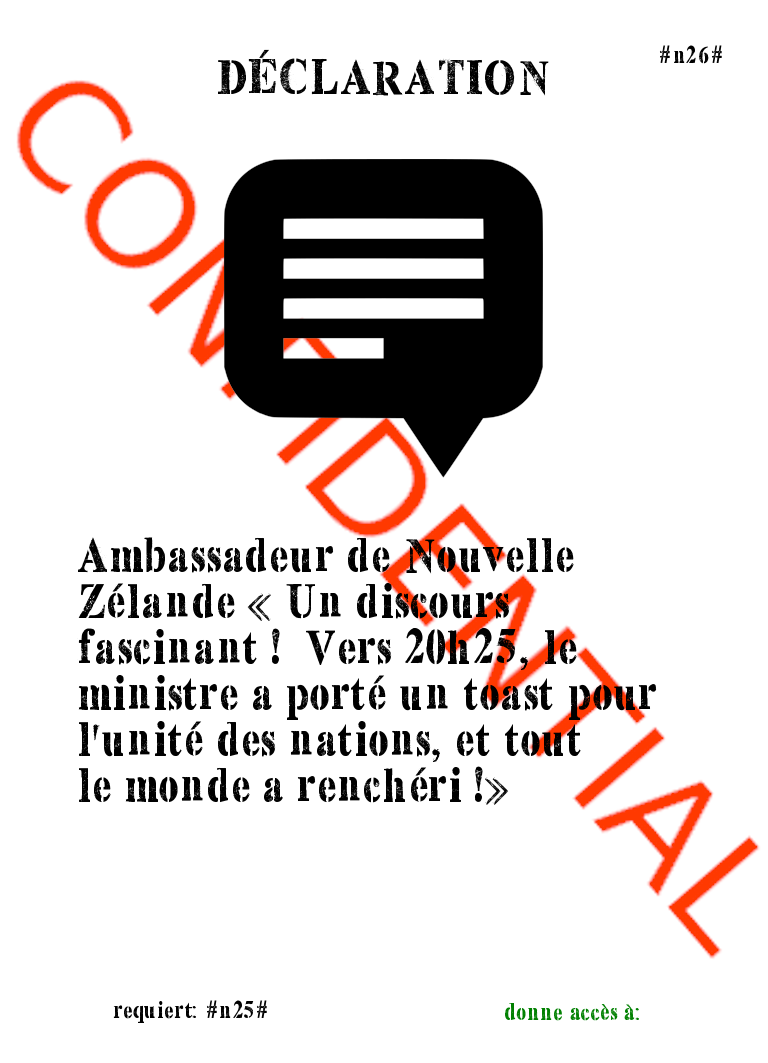 #n26#
DÉCLARATION
CONFIDENTIAL
Ambassadeur de Nouvelle
Zélande « Un discours
fascinant ! Vers 20h25, le
ministre a porté un toast pour
l'unité des nations, et tout
le monde a renchéri !»
requiert: #n25#
donne accès à: